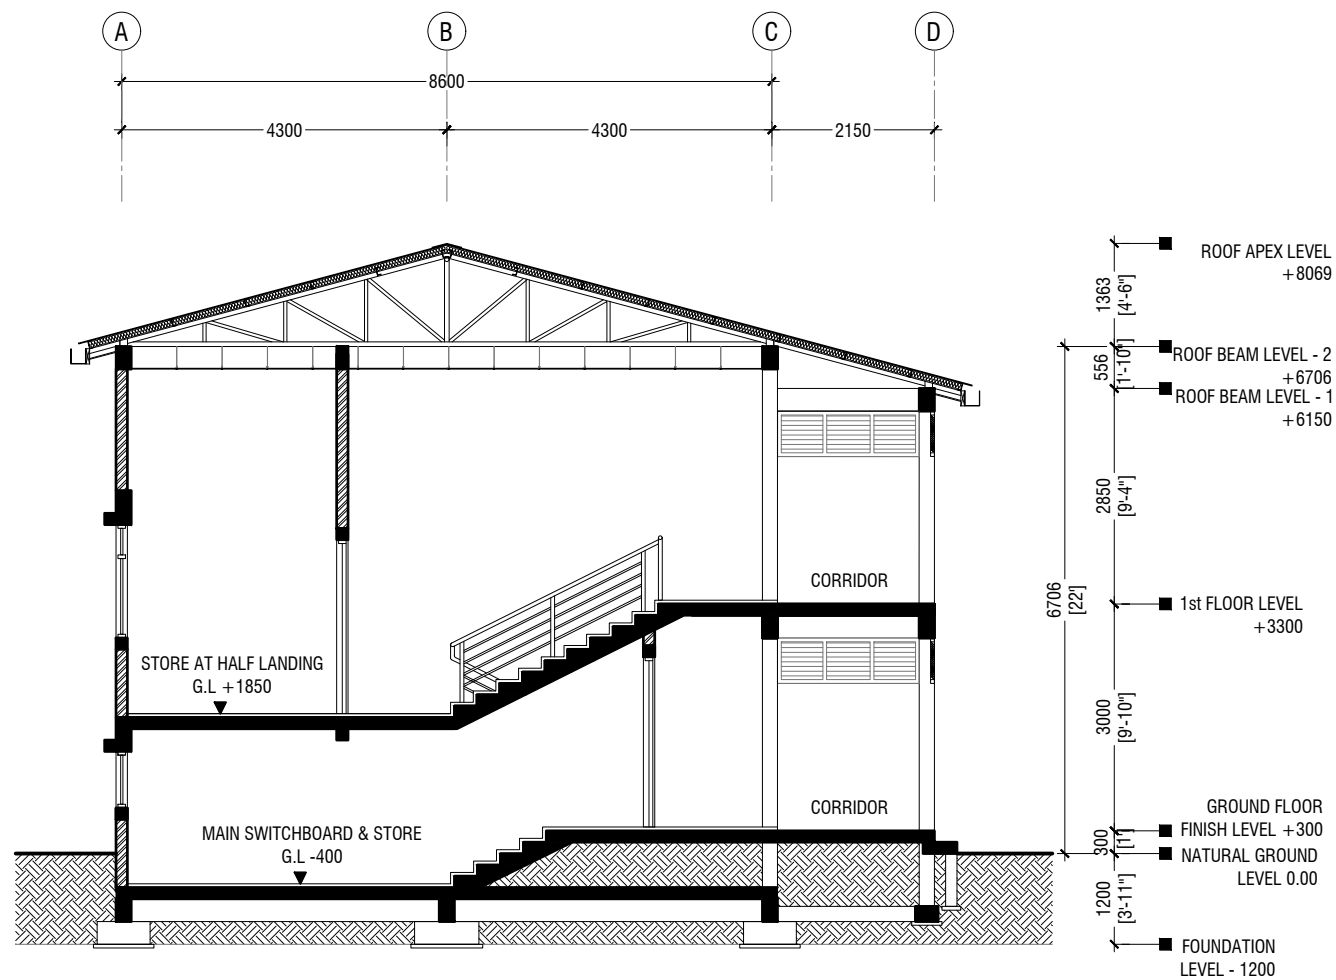 A B C D
8600
4300 4300 2150
ROOF APEX LEVEL
+8069
1363
[4'-6"]
ROOF BEAM LEVEL - 2
+6706
556
[1'-10"]
ROOF BEAM LEVEL - 1
+6150
2850
[9'-4"]
CORRIDOR
6706
[22']
1st FLOOR LEVEL
+3300
STORE AT HALF LANDING
G.L +1850
3000
[9'-10"]
CORRIDOR
GROUND FLOOR
FINISH LEVEL +300
MAIN SWITCHBOARD & STORE
G.L -400
300
[1']
NATURAL GROUND
LEVEL 0.00
1200
[3'-11"]
FOUNDATION
LEVEL - 1200